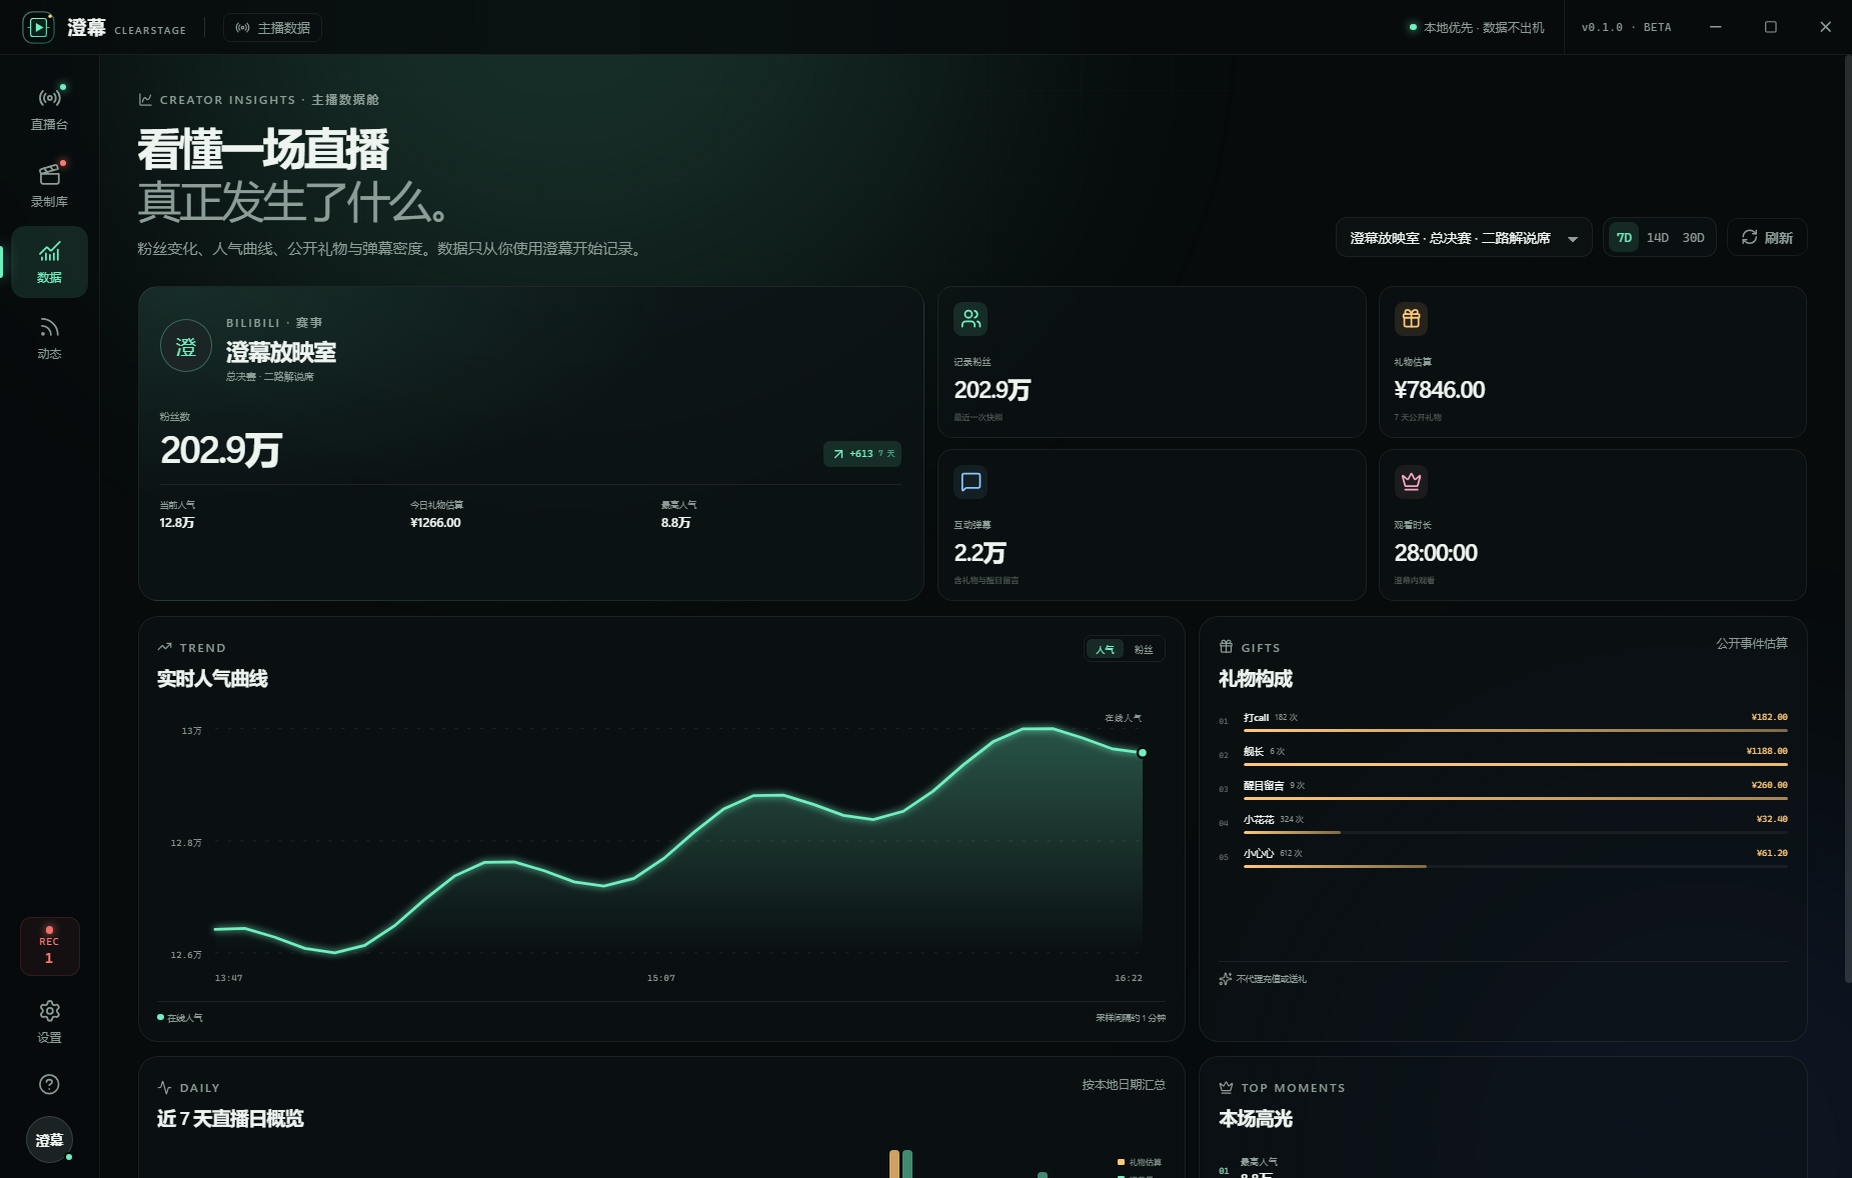 澄幕 CLEARSTAGE 主播数据 本地优先 · 数据不出机 v0.1.0 · BETA
直播台
录制库
数据
动态
REC
1
设置
澄幕
CREATOR INSIGHTS · 主播数据舱
看懂一场直播
真正发生了什么。
粉丝变化、人气曲线、公开礼物与弹幕密度。数据只从你使用澄幕开始记录。
澄幕放映室 · 总决赛 · 二路解说席 7D 14D 30D 刷新
澄
BILIBILI · 赛事
澄幕放映室
总决赛 · 二路解说席
粉丝数
202.9万
+613 7 天
当前人气 今日礼物估算 最高人气
12.8万 ¥1266.00 8.8万
记录粉丝
202.9万
最近一次快照
礼物估算
¥7846.00
7 天公开礼物
互动弹幕
2.2万
含礼物与醒目留言
观看时长
28:00:00
澄幕内观看
TREND
实时人气曲线
人气 粉丝
在线人气
13万
12.8万
12.6万
13:47 15:07 16:22
在线人气 采样间隔约 1 分钟
GIFTS 公开事件估算
礼物构成
01 打call 182 次 ¥182.00
02 舰长 6 次 ¥1188.00
03 醒目留言 9 次 ¥260.00
04 小花花 324 次 ¥32.40
05 小心心 612 次 ¥61.20
不代理充值或送礼
DAILY 按本地日期汇总
近 7 天直播日概览
礼物估算
TOP MOMENTS
本场高光
01 最高人气
8.8万